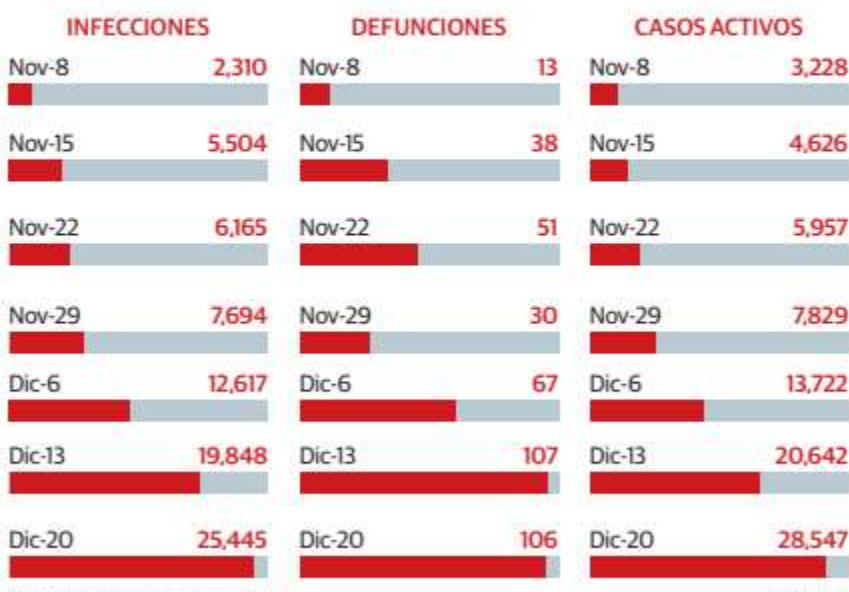 INFECCIONES DEFUNCIONES CASOS ACTIVOS
Nov-8 2,310 Nov-8 13 Nov-8 3,228
Nov-15 5,504 Nov-15 38 Nov-15 4,626
Nov-22 6,165 Nov-22 51 Nov-22 5,957
Nov-29 7,694 Nov-29 30 Nov-29 7,829
Dic-6 12,617 Dic-6 67 Dic-6 13,722
Dic-13 19,848 Dic-13 107 Dic-13 20,642
Dic-20 25,445 Dic-20 106 Dic-20 28,547